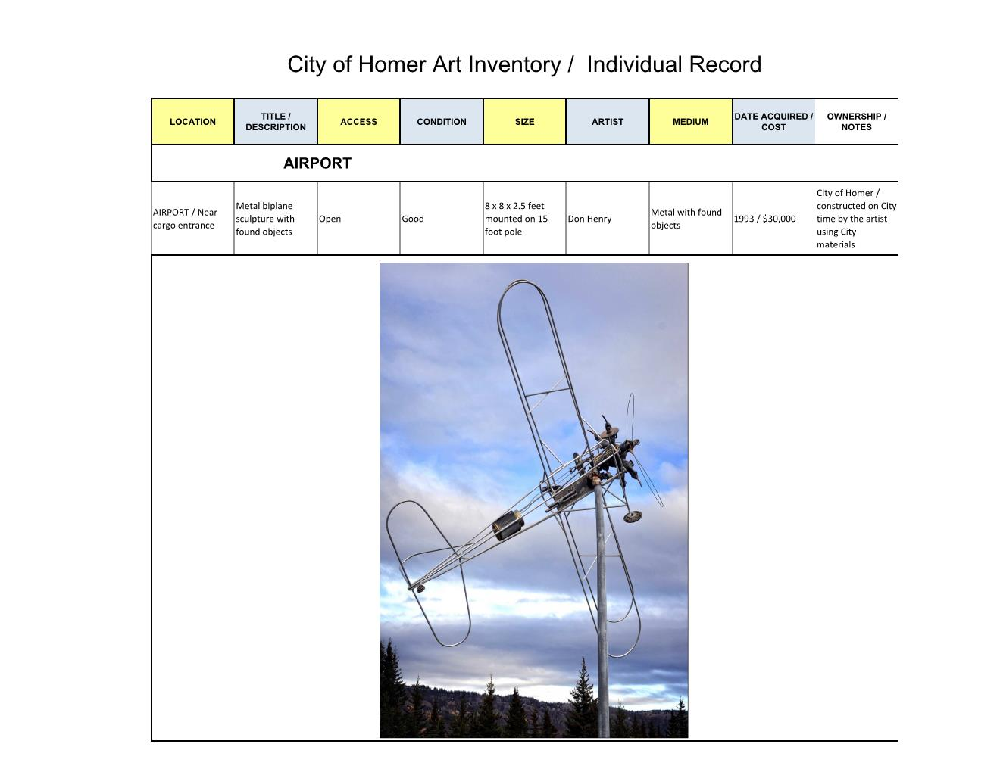 City of Homer Art Inventory /  Individual Record
LOCATION
TITLE /
DESCRIPTION
ACCESS
CONDITION
SIZE
ARTIST
MEDIUM
DATE ACQUIRED /
COST
OWNERSHIP /
NOTES
AIRPORT
AIRPORT / Near
cargo entrance
Metal biplane
sculpture with
found objects
Open
Good
8 x 8 x 2.5 feet
mounted on 15
foot pole
Don Henry
Metal with found
objects
1993 / $30,000
City of Homer /
constructed on City
time by the artist
using City
materials